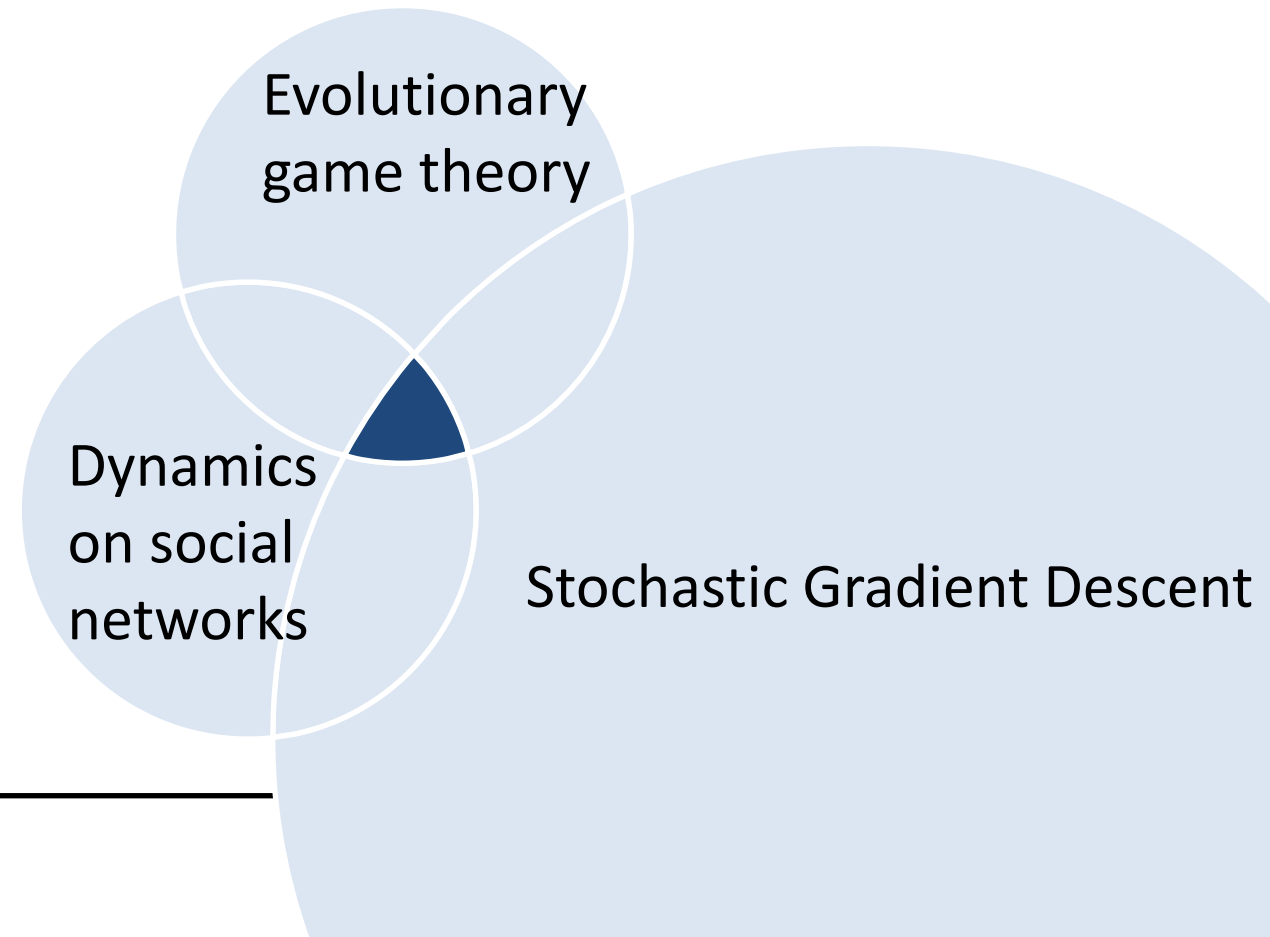 Evolutionary
game theory
Dynamics
on social
networks
Stochastic Gradient Descent